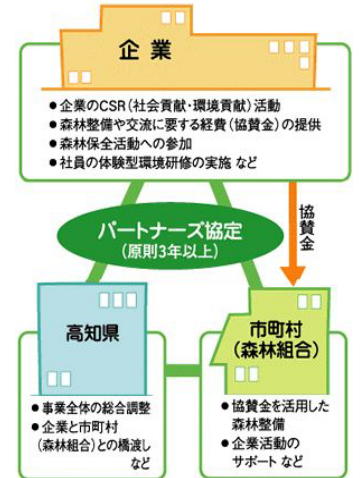 企業
●企業のCSR(社会貢献・環境貢献)活動
●森林整備や交流に要する経費(協賛金)の提供
●森林保全活動への参加
●社員の体験型環境研修の実施 など
パートナーズ協定
(原則3年以上)
協賛金
高知県
●事業全体の総合調整
●企業と市町村
(森林組合)との橋渡し
など
市町村
(森林組合)
●協賛金を活用した
森林整備
●企業活動の
サポート など